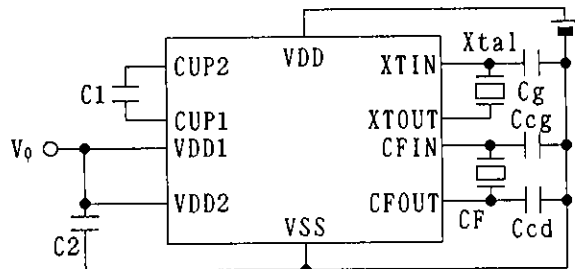 VDD
Xtal
CUP2
XTIN
C1
Cg
CUP1
XTOUT
Ccg
V₀
VDD1
CFIN
VDD2
CFOUT
C2
VSS
CF
Ccd